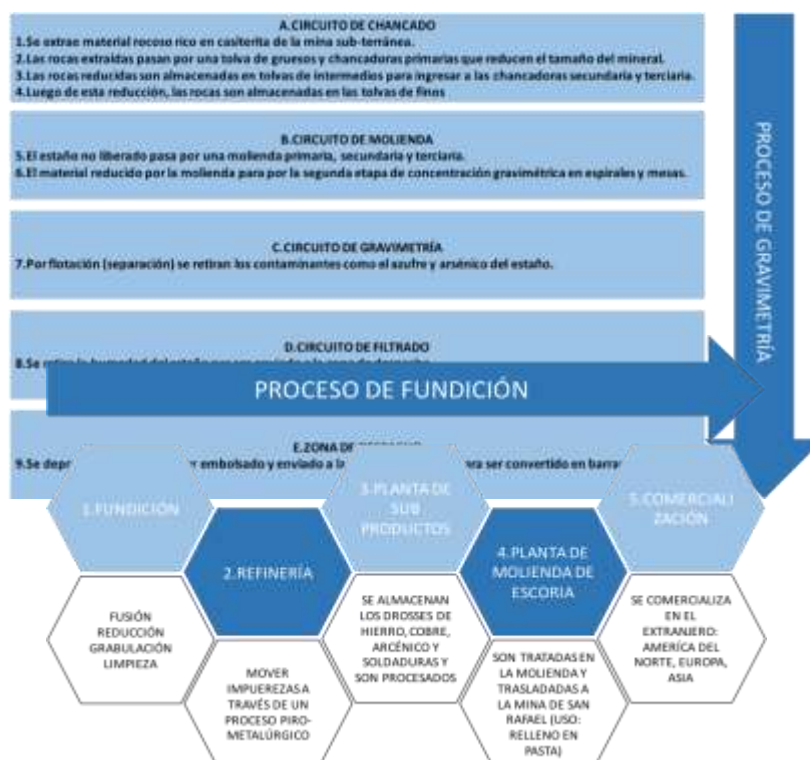 A.CIRCUITO DE CHANCADO
1.Se extrae material rocoso rico en casiterita de la mina sub-terránea.
2.Las rocas extraídas pasan por una tolva de gruesos y chancadoras primarias que reducen el tamaño del mineral.
3.Las rocas reducidas son almacenadas en tolvas de intermedios para ingresar a las chancadoras secundaria y terciaria.
4.Luego de esta reducción, las rocas son almacenadas en las tolvas de finos
B.CIRCUITO DE MOLIENDA
5.El estaño no liberado pasa por una molienda primaria, secundaria y terciaria.
6.El material reducido por la molienda para por la segunda etapa de concentración gravimétrica en espirales y mesas.
C.CIRCUITO DE GRAVIMETRÍA
7.Por flotación (separación) se retiran los contaminantes como el azufre y arsénico del estaño.
D.CIRCUITO DE FILTRADO
8.Se
E.ZONA DE
9.Se embolsado y enviado a la ser convertido en
PROCESO DE GRAVIMETRÍA
PROCESO DE FUNDICIÓN
1.FUNDICIÓN
FUSIÓN
REDUCCIÓN
GRABULACIÓN
LIMPIEZA
2.REFINERÍA
MOVER
IMPUEREZAS A
TRAVÉS DE UN
PROCESO PIRO-
METALÚRGICO
3.PLANTA DE
SUB
PRODUCTOS
SE ALMACENAN
LOS DROSSES DE
HIERRO, COBRE,
ARCÉNICO Y
SOLDADURAS Y
SON PROCESADOS
4.PLANTA DE
MOLIENDA DE
ESCORIA
SON TRATADAS EN
LA MOLIENDA Y
TRASLADADAS A
LA MINA DE SAN
RAFAEL (USO:
RELLENO EN
PASTA)
5.COMERCIALI
ZACIÓN
SE COMERCIALIZA
EN EL
EXTRANJERO:
AMERÍCA DEL
NORTE, EUROPA,
ASIA